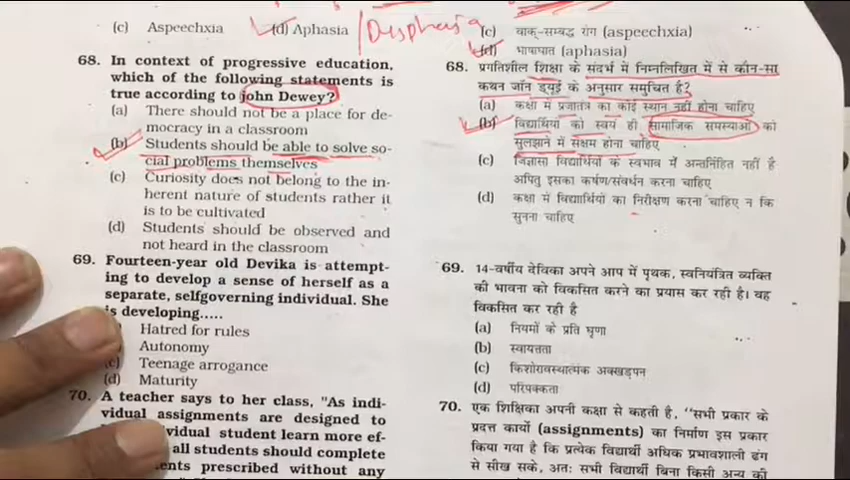 (c) Aspeechxia
(d) Aphasia / Dysphasia
68. In context of progressive education,
which of the following statements is
true according to john Dewey?
(a) There should not be a place for de-
mocracy in a classroom
(b) Students should be able to solve so-
cial problems themselves
(c) Curiosity does not belong to the in-
herent nature of students rather it
is to be cultivated
(d) Students should be observed and
not heard in the classroom
69. Fourteen-year old Devika is attempt-
ing to develop a sense of herself as a
separate, selfgoverning individual. She
is developing.....
Hatred for rules
(b) Autonomy
(c) Teenage arrogance
(d) Maturity
70. A teacher says to her class, "As indi-
vidual assignments are designed to
individual student learn more ef-
all students should complete
prescribed without any
(c) वाक्-सम्बद्ध रोग (aspeechxia)
(d) भाषाघात (aphasia)
68. प्रगतिशील शिक्षा के संदर्भ में निम्नलिखित में से कौन-सा
कथन जॉन ड्यूई के अनुसार समुचित है?
(a) कक्षा में प्रजातंत्र का कोई स्थान नहीं होना चाहिए
(b) विद्यार्थियों को स्वयं ही सामाजिक समस्याओं को
सुलझाने में सक्षम होना चाहिए
(c) जिज्ञासा विद्यार्थियों के स्वभाव में अन्तर्निहित नहीं है
अपितु इसका कर्षण/संवर्धन करना चाहिए
(d) कक्षा में विद्यार्थियों का निरीक्षण करना चाहिए न कि
सुनना चाहिए
69. 14-वर्षीय देविका अपने आप में पृथक, स्वनियंत्रित व्यक्ति
की भावना को विकसित करने का प्रयास कर रही है। वह
विकसित कर रही है
(a) नियमों के प्रति घृणा
(b) स्वायत्तता
(c) किशोरावस्थात्मक अक्खड़पन
(d) परिपक्कता
70. एक शिक्षिका अपनी कक्षा से कहती है, "सभी प्रकार के
प्रदत्त कार्यों (assignments) का निर्माण इस प्रकार
किया गया है कि प्रत्येक विद्यार्थी अधिक प्रभावशाली ढंग
से सीख सके, अतः सभी विद्यार्थी बिना किसी अन्य की